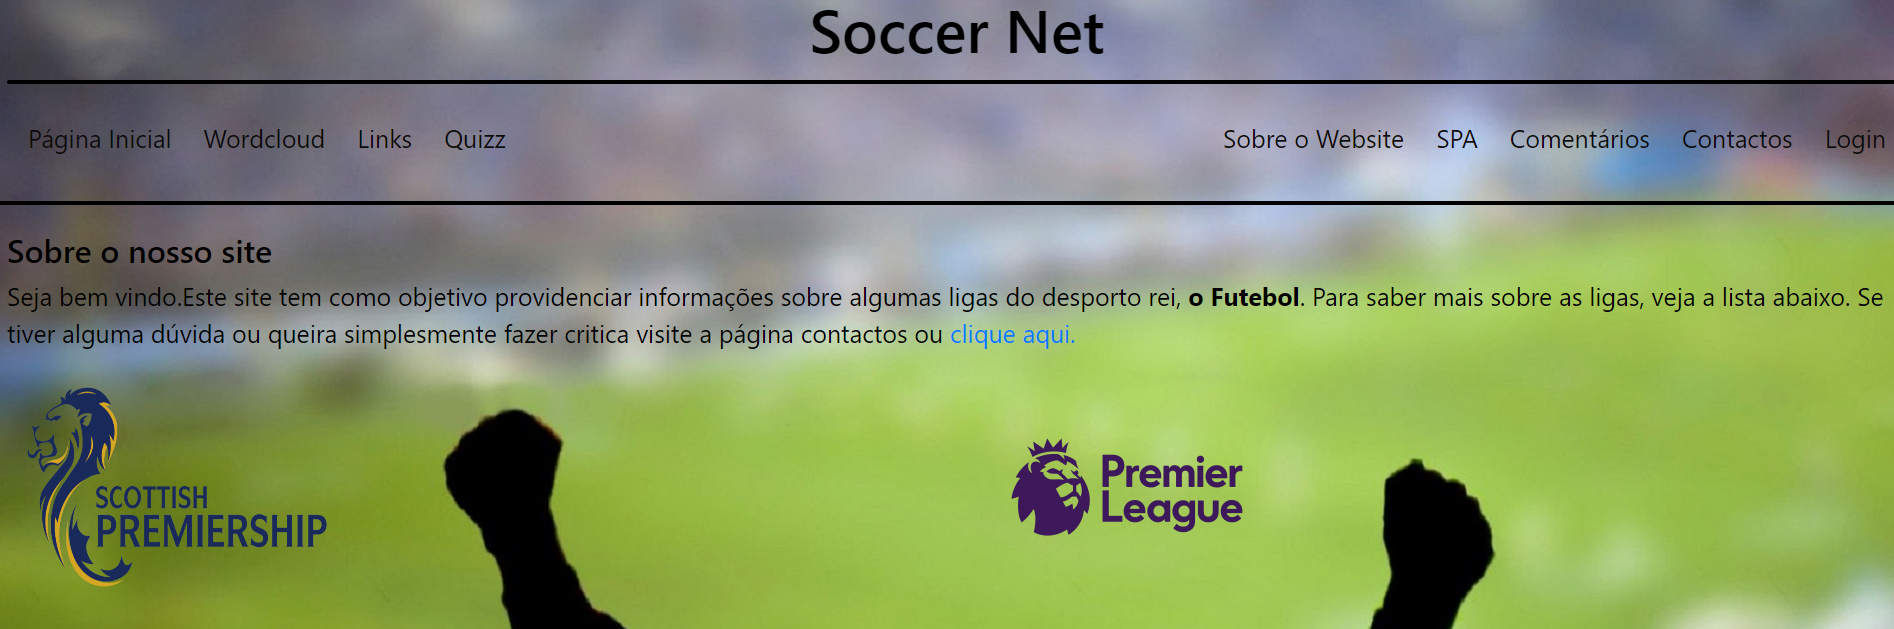 Soccer Net
Página Inicial Wordcloud Links Quizz Sobre o Website SPA Comentários Contactos Login
Sobre o nosso site
Seja bem vindo.Este site tem como objetivo providenciar informações sobre algumas ligas do desporto rei, o Futebol. Para saber mais sobre as ligas, veja a lista abaixo. Se
tiver alguma dúvida ou queira simplesmente fazer critica visite a página contactos ou clique aqui.
SCOTTISH
PREMIERSHIP
Premier
League